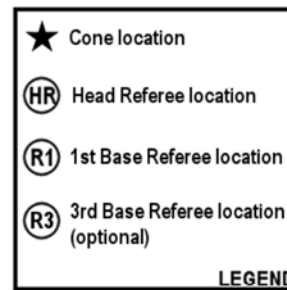 Cone location
HR Head Referee location
R1 1st Base Referee location
R3 3rd Base Referee location
(optional)
LEGEND